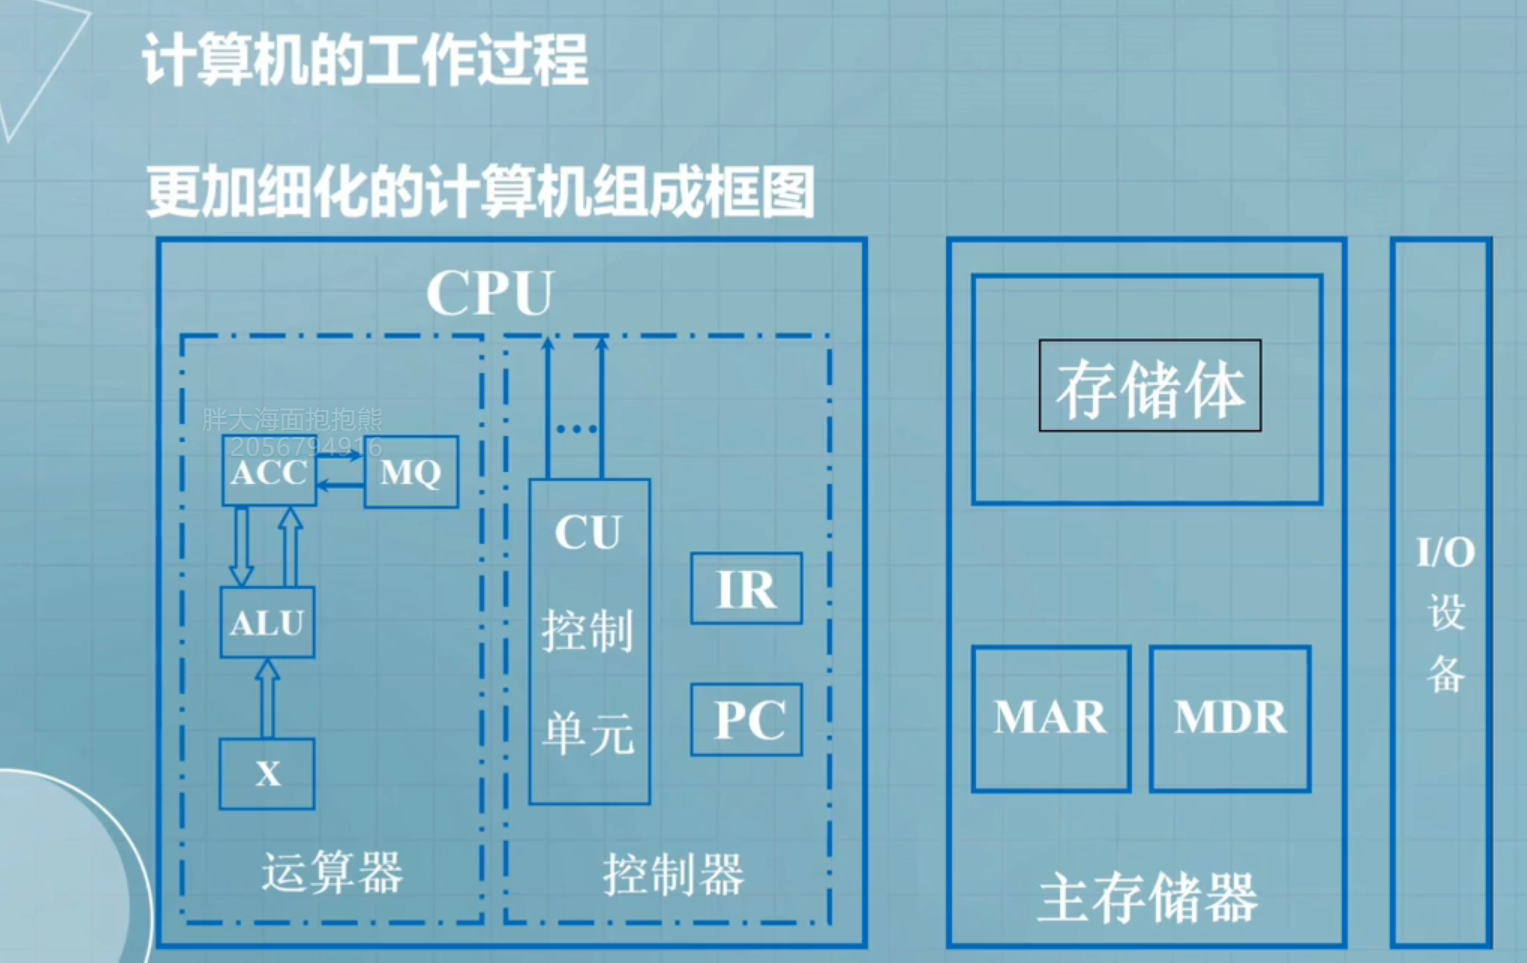 计算机的工作过程
更加细化的计算机组成框图
CPU
胖大海面抱抱熊
2056794916
ACC
MQ
ALU
X
运算器
CU
控制
单元
IR
PC
控制器
存储体
MAR
MDR
主存储器
I/O
设
备